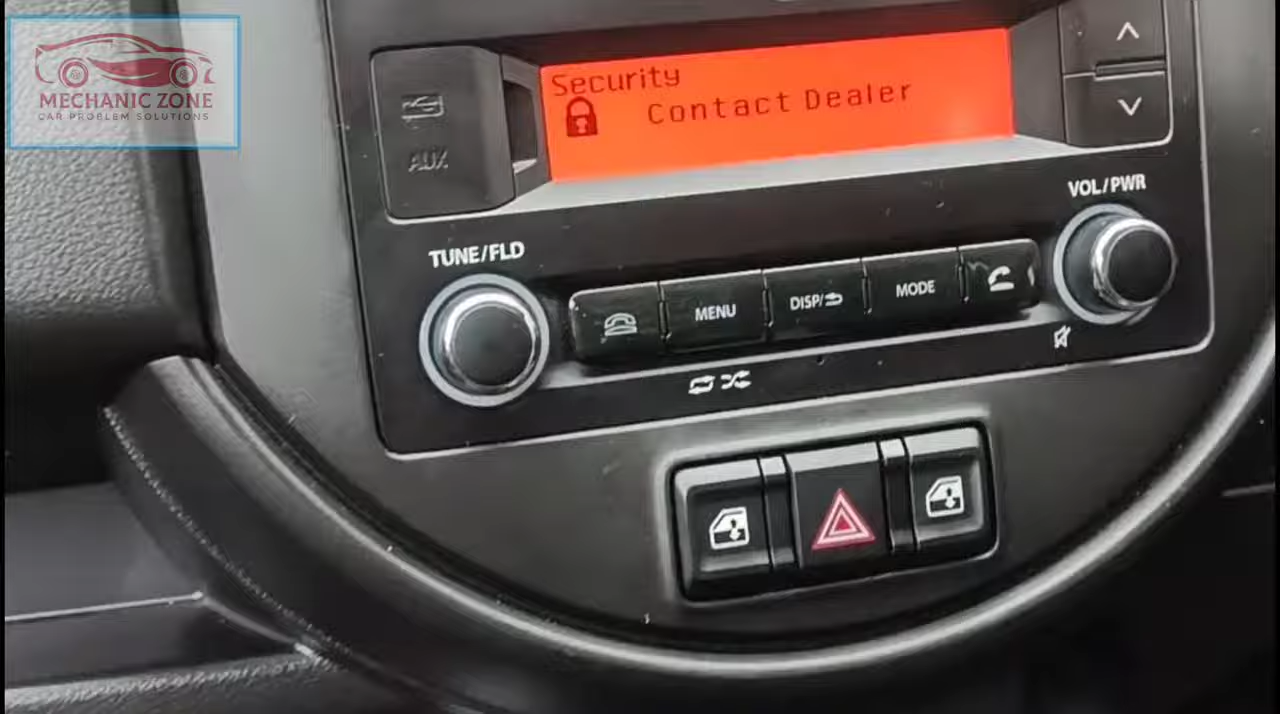 MECHANIC ZONE
CAR PROBLEM SOLUTIONS
Security
Contact Dealer
AUX
VOL/PWR
TUNE/FLD
MENU
DISP/
MODE